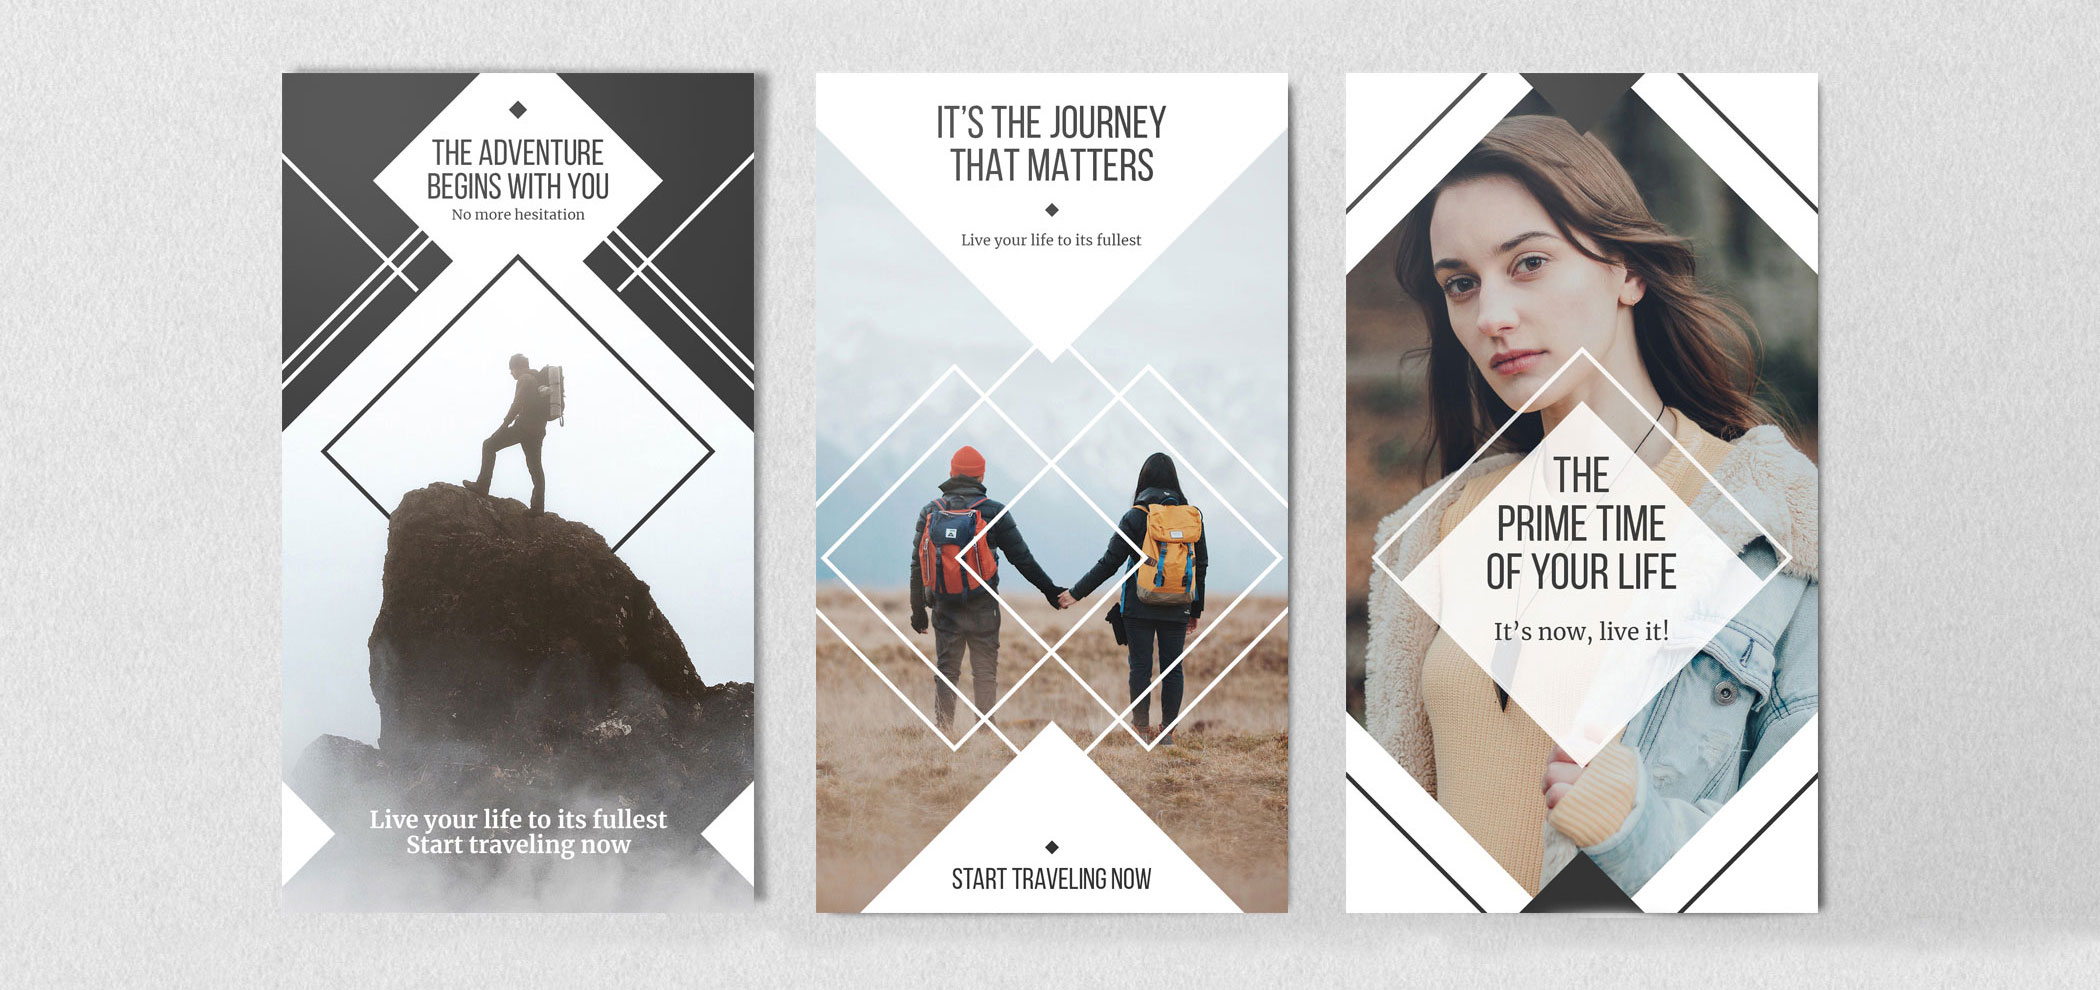 THE ADVENTURE
BEGINS WITH YOU
No more hesitation
Live your life to its fullest
Start traveling now
IT’S THE JOURNEY
THAT MATTERS
Live your life to its fullest
START TRAVELING NOW
THE
PRIME TIME
OF YOUR LIFE
It’s now, live it!